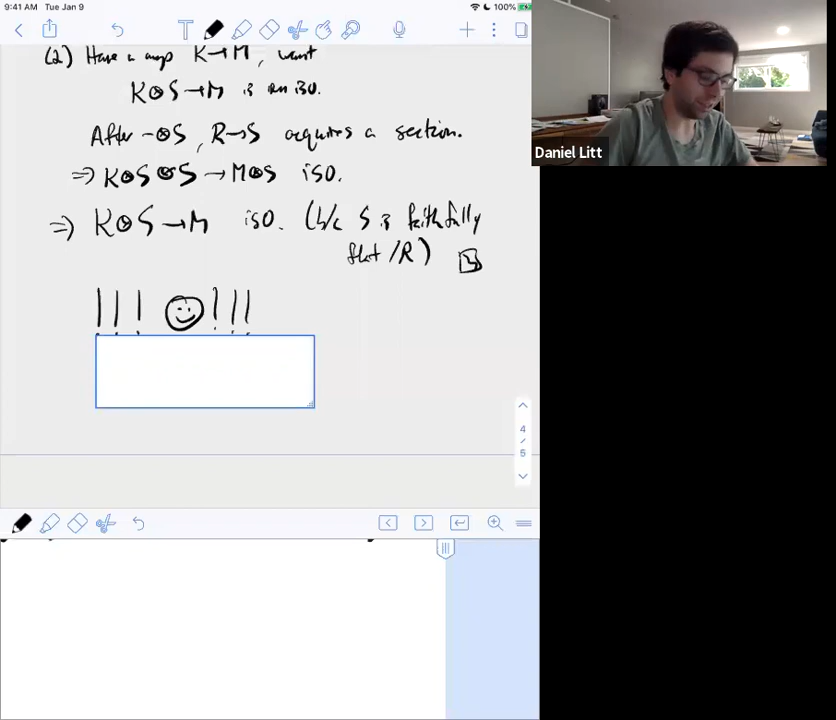 9:41 AM Tue Jan 9
100%
(2) Have a map K→M, want
K⊗S→M is an iso.
After -⊗S, R→S acquires a section.
⇒ K⊗S⊗S → M⊗S iso.
⇒ K⊗S→M iso. (b/c S is faithfully
flat /R)
!!! ☺ !!!
Daniel Litt
4
/
5
T